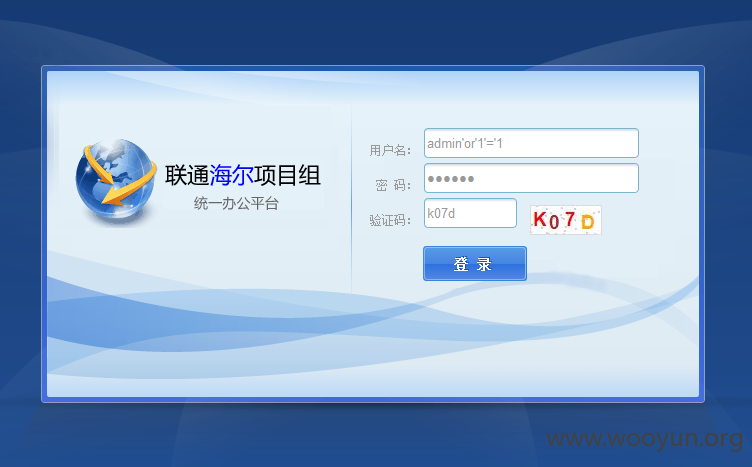 联通海尔项目组
统一办公平台
用户名：
admin'or'1'='1
密 码：
●●●●●●
验证码：
k07d
K07D
登 录
www.wooyun.org